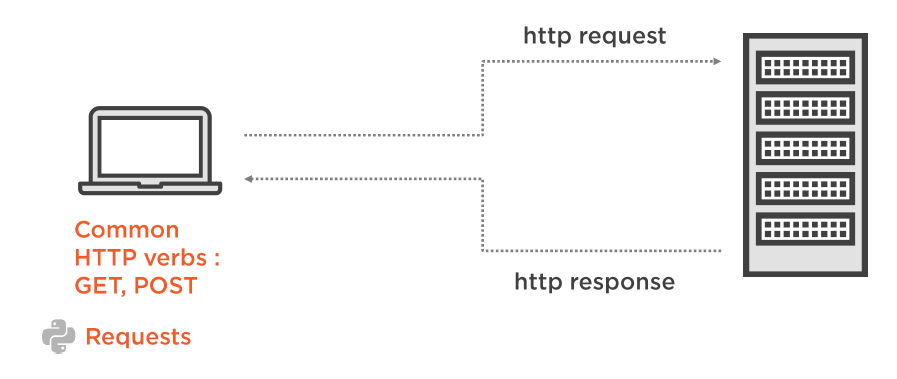 http request
Common
HTTP verbs :
GET, POST
http response
Requests